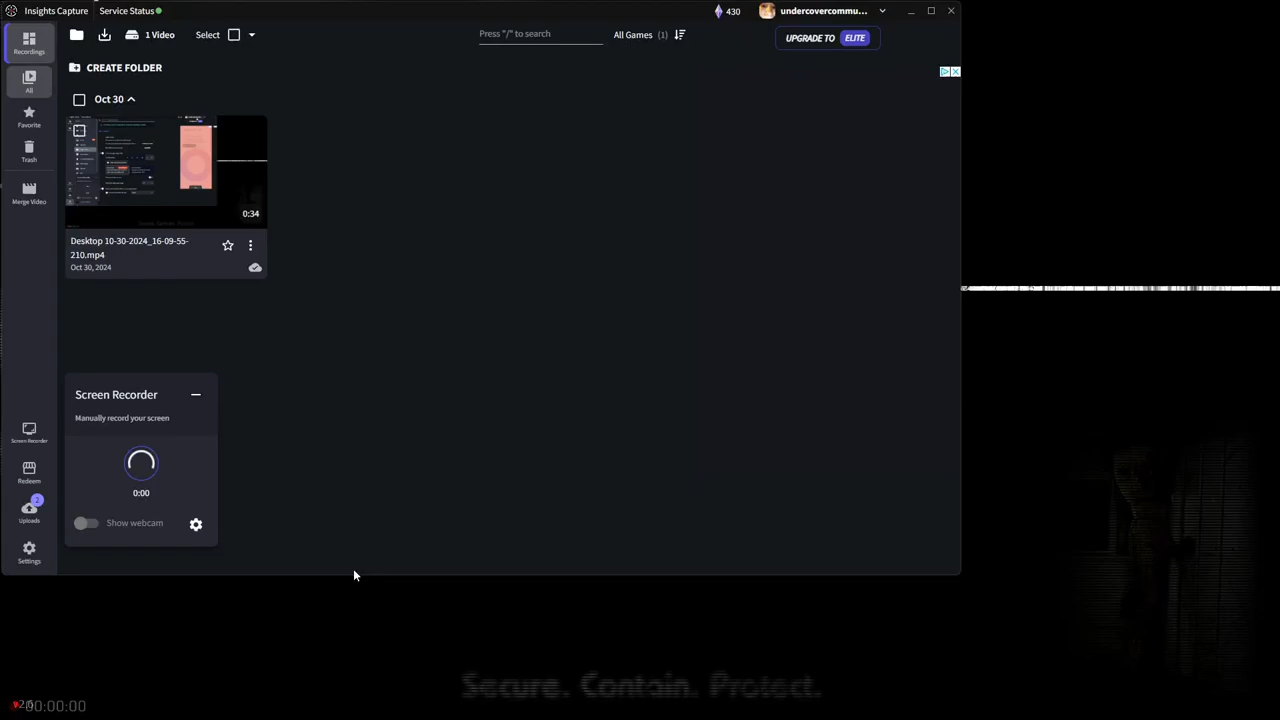 Insights Capture
Service Status
430
undercovercommu...
Recordings
1 Video
Select
Press "/" to search
All Games (1)
UPGRADE TO ELITE
All
CREATE FOLDER
Oct 30
Favorite
Trash
Merge Video
0:34
Desktop 10-30-2024_16-09-55-
210.mp4
Oct 30, 2024
Screen Recorder
Manually record your screen
0:00
Show webcam
Screen Recorder
Redeem
2
Uploads
Settings
Secure. Contain. Protect.
00:00:00